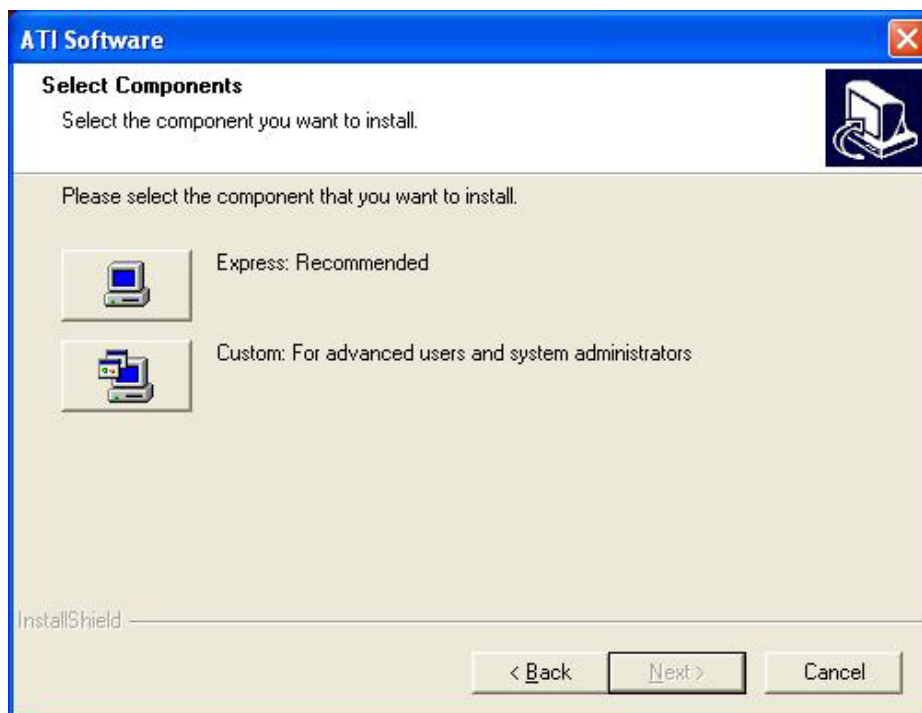 ATI Software
Select Components
Select the component you want to install.
Please select the component that you want to install.
Express: Recommended
Custom: For advanced users and system administrators
InstallShield
< Back Next > Cancel